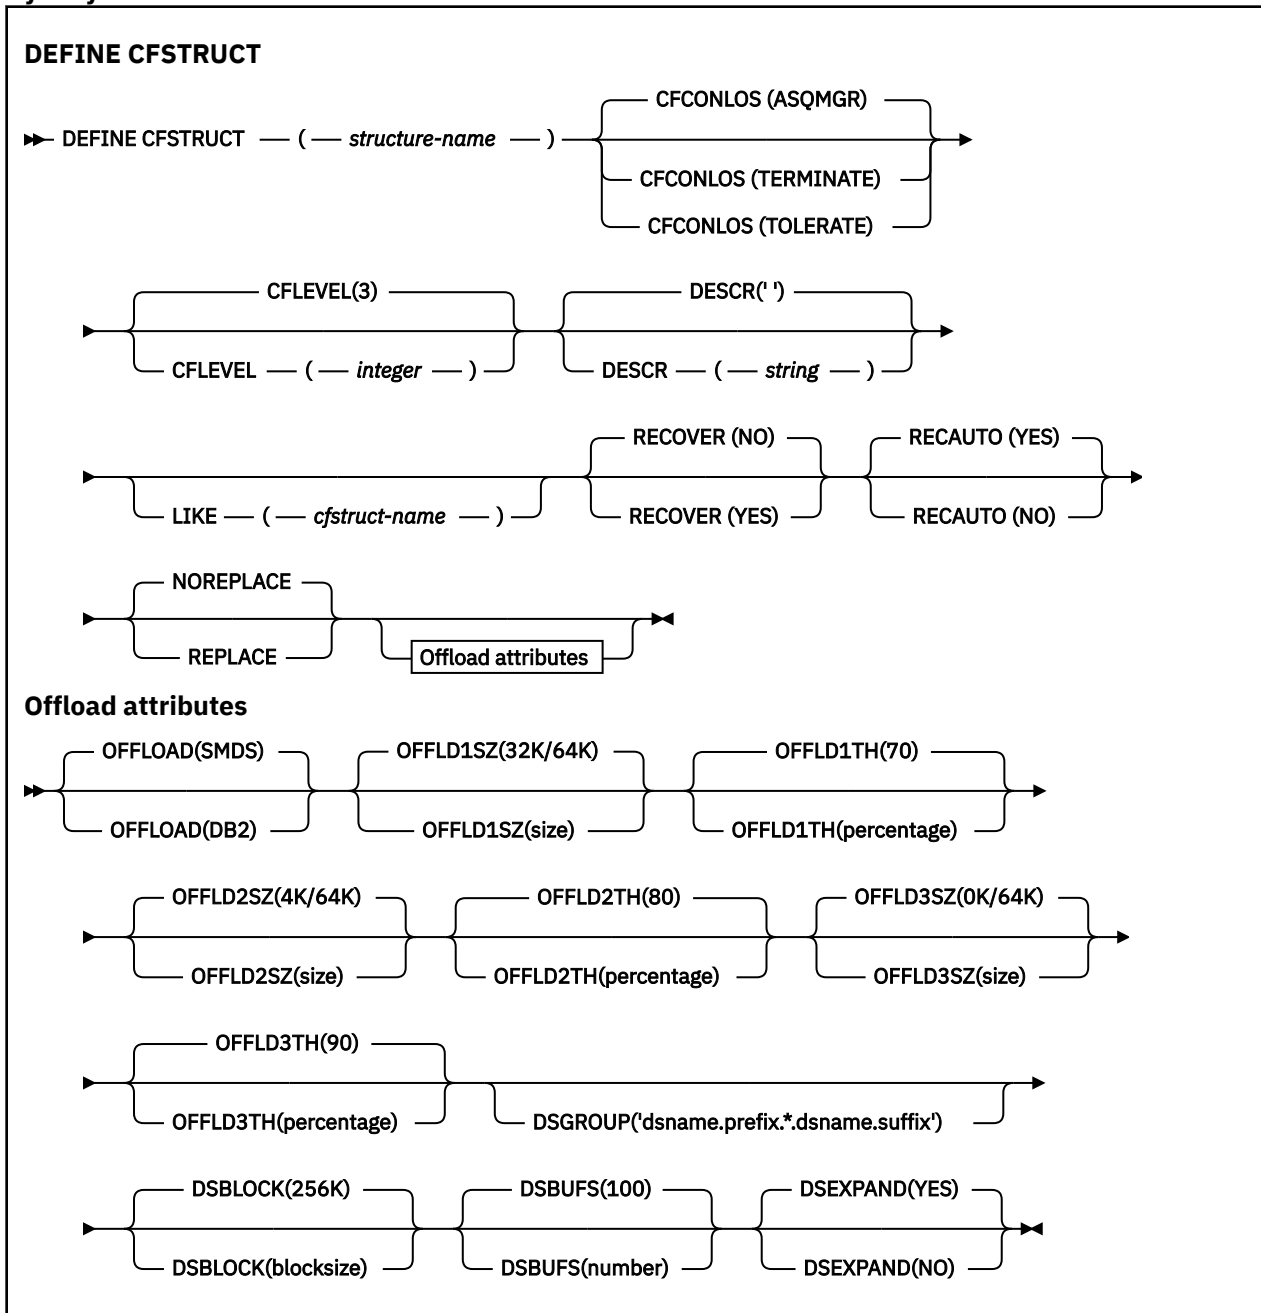 DEFINE CFSTRUCT
CFCONLOS (ASQMGR)
DEFINE CFSTRUCT ( structure-name )
CFCONLOS (TERMINATE)
CFCONLOS (TOLERATE)
CFLEVEL(3) DESCR(' ')
CFLEVEL ( integer ) DESCR ( string )
RECOVER (NO) RECAUTO (YES)
LIKE ( cfstruct-name ) RECOVER (YES) RECAUTO (NO)
NOREPLACE
REPLACE Offload attributes
Offload attributes
OFFLOAD(SMDS) OFFLD1SZ(32K/64K) OFFLD1TH(70)
OFFLOAD(DB2) OFFLD1SZ(size) OFFLD1TH(percentage)
OFFLD2SZ(4K/64K) OFFLD2TH(80) OFFLD3SZ(0K/64K)
OFFLD2SZ(size) OFFLD2TH(percentage) OFFLD3SZ(size)
OFFLD3TH(90)
OFFLD3TH(percentage) DSGROUP('dsname.prefix.*.dsname.suffix')
DSBLOCK(256K) DSBUFS(100) DSEXPAND(YES)
DSBLOCK(blocksize) DSBUFS(number) DSEXPAND(NO)